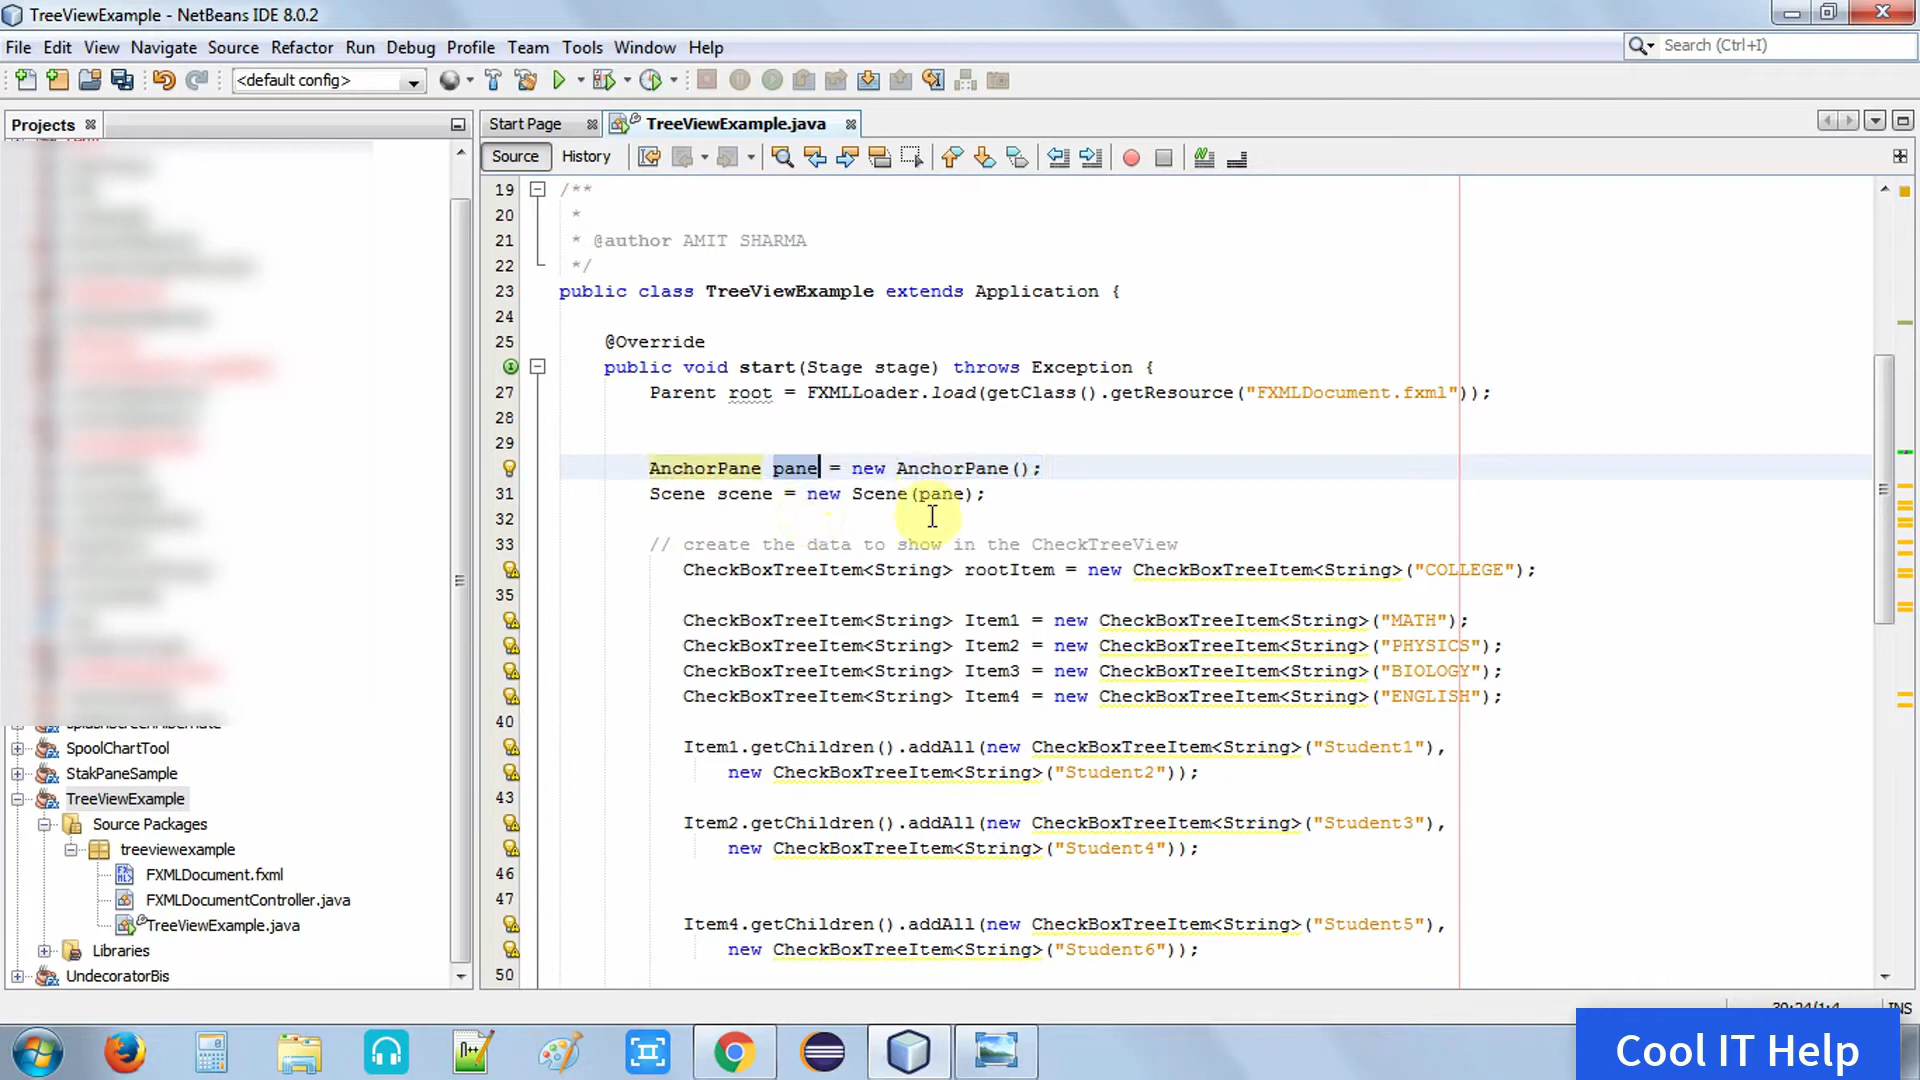 TreeViewExample - NetBeans IDE 8.0.2
File Edit View Navigate Source Refactor Run Debug Profile Team Tools Window Help
Search (Ctrl+I)
<default config>
Projects
Start Page
TreeViewExample.java
Source History
19 /**
20 *
21 * @author AMIT SHARMA
22 */
23 public class TreeViewExample extends Application {
24
25 @Override
public void start(Stage stage) throws Exception {
27 Parent root = FXMLLoader.load(getClass().getResource("FXMLDocument.fxml"));
28
29
AnchorPane pane = new AnchorPane();
31 Scene scene = new Scene(pane);
32
33 // create the data to show in the CheckTreeView
CheckBoxTreeItem<String> rootItem = new CheckBoxTreeItem<String>("COLLEGE");
35
CheckBoxTreeItem<String> Item1 = new CheckBoxTreeItem<String>("MATH");
CheckBoxTreeItem<String> Item2 = new CheckBoxTreeItem<String>("PHYSICS");
CheckBoxTreeItem<String> Item3 = new CheckBoxTreeItem<String>("BIOLOGY");
CheckBoxTreeItem<String> Item4 = new CheckBoxTreeItem<String>("ENGLISH");
40
Item1.getChildren().addAll(new CheckBoxTreeItem<String>("Student1"),
new CheckBoxTreeItem<String>("Student2"));
43
Item2.getChildren().addAll(new CheckBoxTreeItem<String>("Student3"),
new CheckBoxTreeItem<String>("Student4"));
46
47
Item4.getChildren().addAll(new CheckBoxTreeItem<String>("Student5"),
new CheckBoxTreeItem<String>("Student6"));
50
SpoolChartTool
StakPaneSample
TreeViewExample
Source Packages
treeviewexample
FXMLDocument.fxml
FXMLDocumentController.java
TreeViewExample.java
Libraries
UndecoratorBis
INS
Cool IT Help